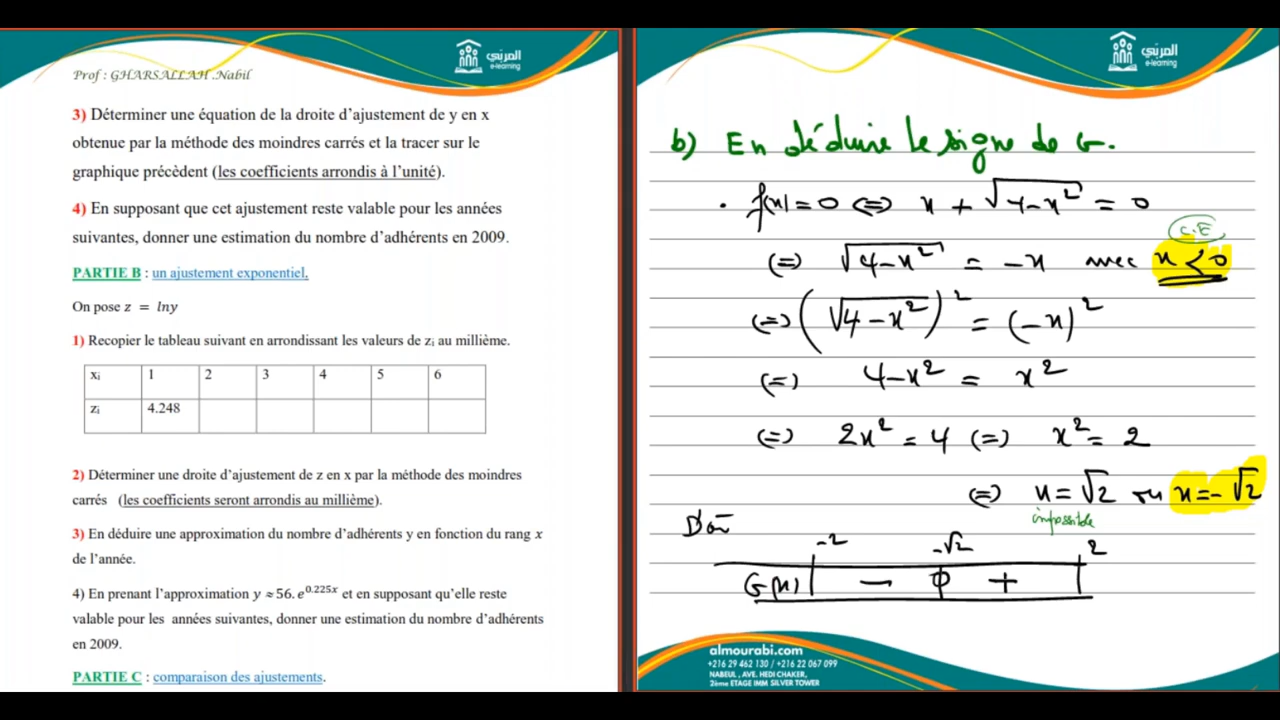 Prof : GHARSALLAH .Nabil
المربّي
e-learning
3) Déterminer une équation de la droite d’ajustement de y en x
obtenue par la méthode des moindres carrés et la tracer sur le
graphique précèdent (les coefficients arrondis à l’unité).
4) En supposant que cet ajustement reste valable pour les années
suivantes, donner une estimation du nombre d’adhérents en 2009.
PARTIE B : un ajustement exponentiel.
On pose z = lny
1) Recopier le tableau suivant en arrondissant les valeurs de zᵢ au millième.
xᵢ 1 2 3 4 5 6
zᵢ 4.248
2) Déterminer une droite d’ajustement de z en x par la méthode des moindres
carrés (les coefficients seront arrondis au millième).
3) En déduire une approximation du nombre d’adhérents y en fonction du rang x
de l’année.
4) En prenant l’approximation y ≈ 56. e^0.225x et en supposant qu’elle reste
valable pour les années suivantes, donner une estimation du nombre d’adhérents
en 2009.
PARTIE C : comparaison des ajustements.
المربّي
e-learning
b) En déduire le signe de G.
. f(x) = 0 <=> x + √(4-x²) = 0
C.E
(=) √(4-x²) = -x avec x < 0
(=) (√(4-x²))² = (-x)²
(=) 4-x² = x²
(=) 2x² = 4 (=) x² = 2
(=) x = √2 ou x = -√2
impossible
D'où
-2 -√2 2
G(x) - 0 +
almourabi.com
+216 29 462 130 / +216 22 067 099
NABEUL , AVE. HEDI CHAKER,
2ème ETAGE IMM SILVER TOWER